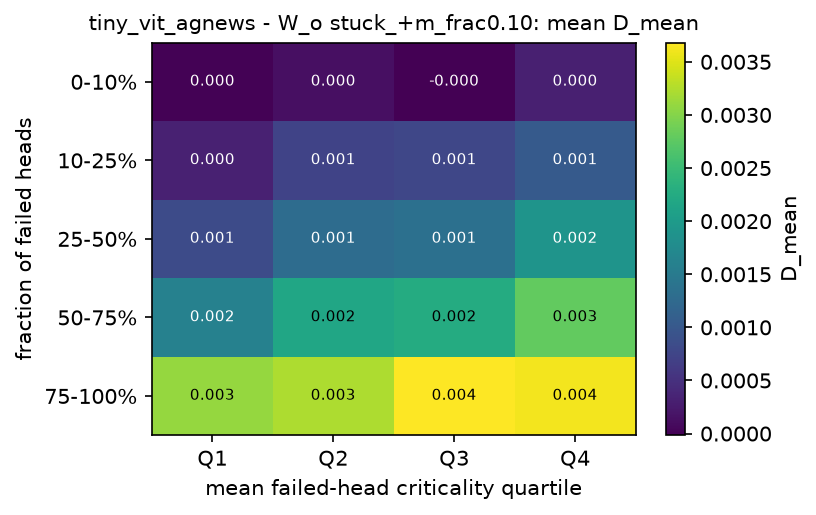 tiny_vit_agnews - W_o stuck_+m_frac0.10: mean D_mean
fraction of failed heads
0-10% 0.000 0.000 -0.000 0.000
10-25% 0.000 0.001 0.001 0.001
25-50% 0.001 0.001 0.001 0.002
50-75% 0.002 0.002 0.002 0.003
75-100% 0.003 0.003 0.004 0.004
Q1 Q2 Q3 Q4
mean failed-head criticality quartile
0.0035
0.0030
0.0025
0.0020
0.0015
0.0010
0.0005
0.0000
D_mean